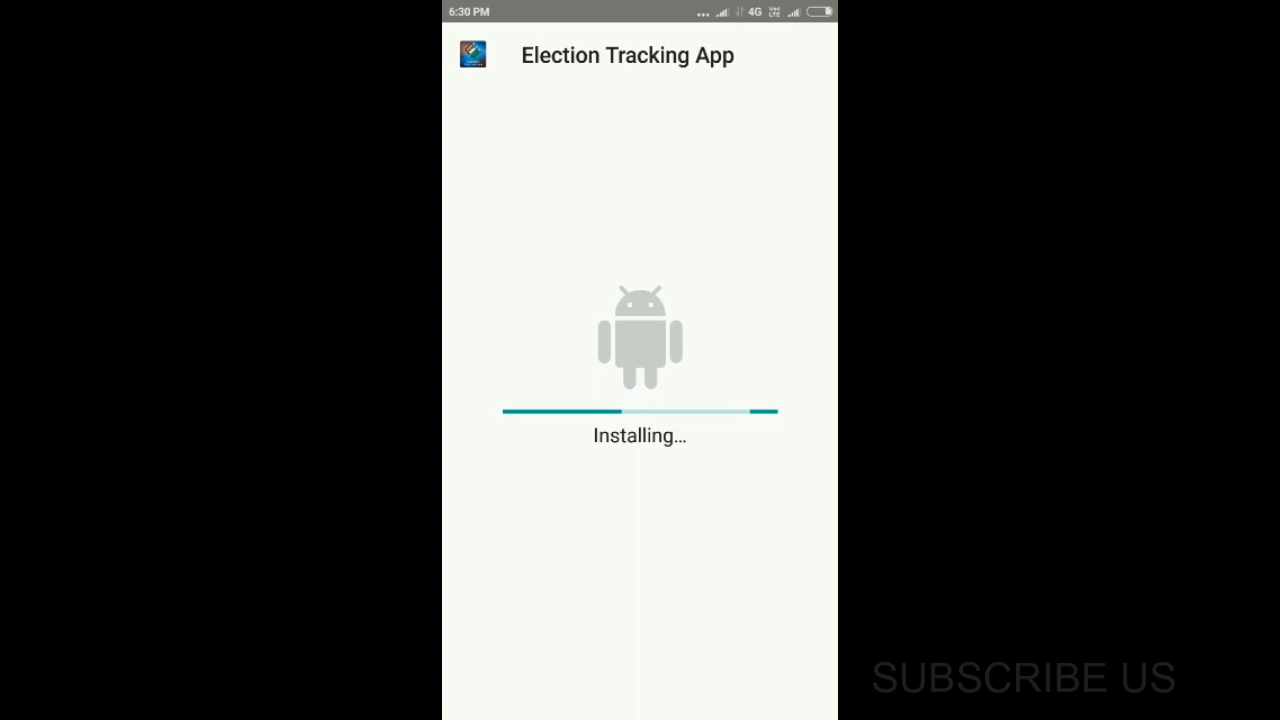 6:30 PM
4G
Election Tracking App
Installing...
SUBSCRIBE US